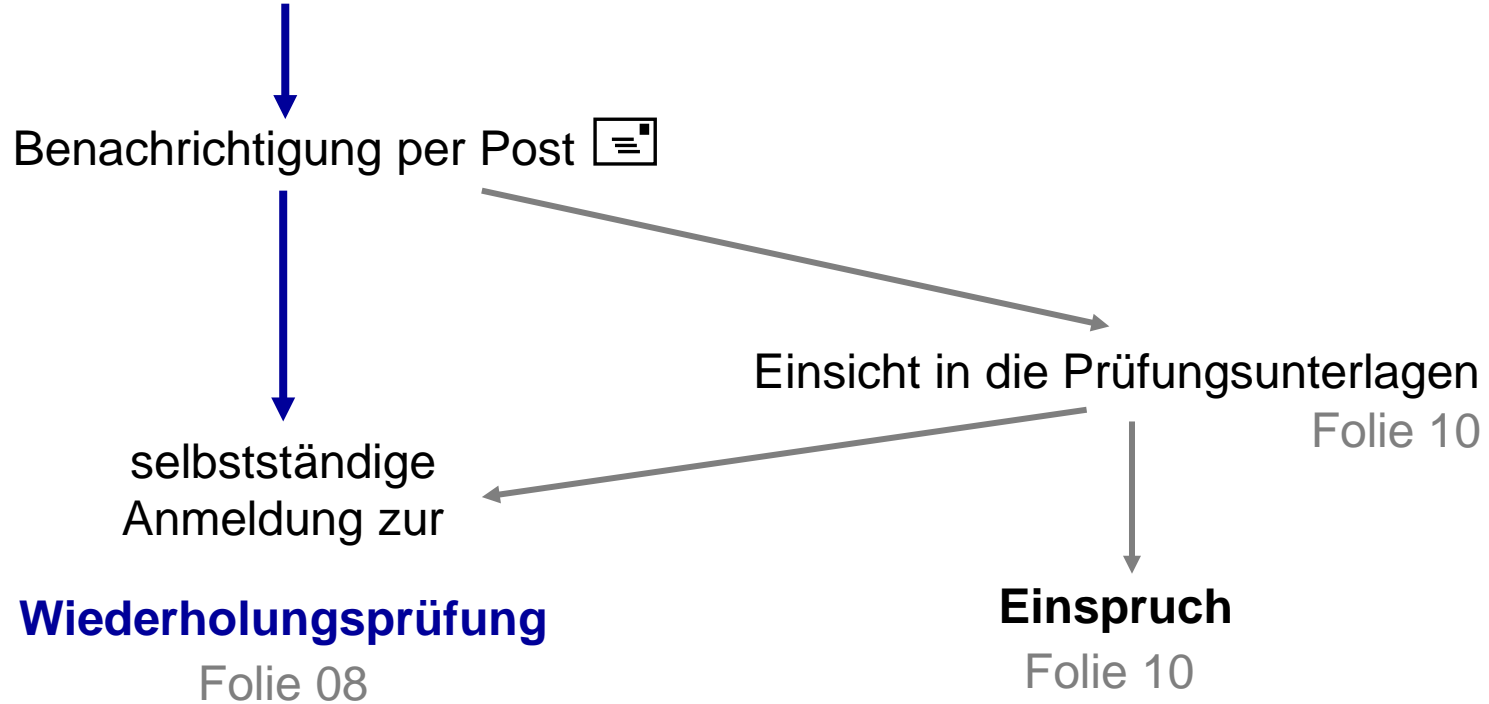 Benachrichtigung per Post
Einsicht in die Prüfungsunterlagen
Folie 10
selbstständige
Anmeldung zur
Wiederholungsprüfung
Folie 08
Einspruch
Folie 10